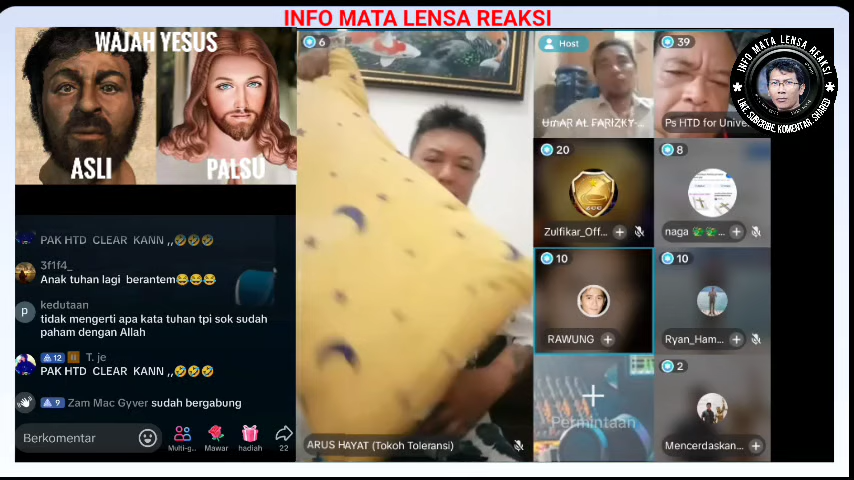 INFO MATA LENSA REAKSI
WAJAH YESUS
ASLI
PALSU
PAK HTD CLEAR KANN ,,🤣🤣🤣
3f1f4_
Anak tuhan lagi berantem😂😂😂
p
kedutaan
tidak mengerti apa kata tuhan tpi sok sudah
paham dengan Allah
12
T. je
PAK HTD CLEAR KANN ,,🤣🤣🤣
9
Zam Mac Gyver sudah bergabung
Berkomentar
Multi-g...
Mawar
hadiah
22
6
ARUS HAYAT (Tokoh Toleransi)
Host
UMAR AL FARIZKY-...
39
Ps HTD for Unive
20
Zulfikar_Off...
8
naga 🐲🐲...
10
RAWUNG
10
Ryan_Ham...
Permintaan
2
Mencerdaskan...
INFO MATA LENSA REAKSI
LIKE, SUBCRIBE, KOMENTAR, SHARED